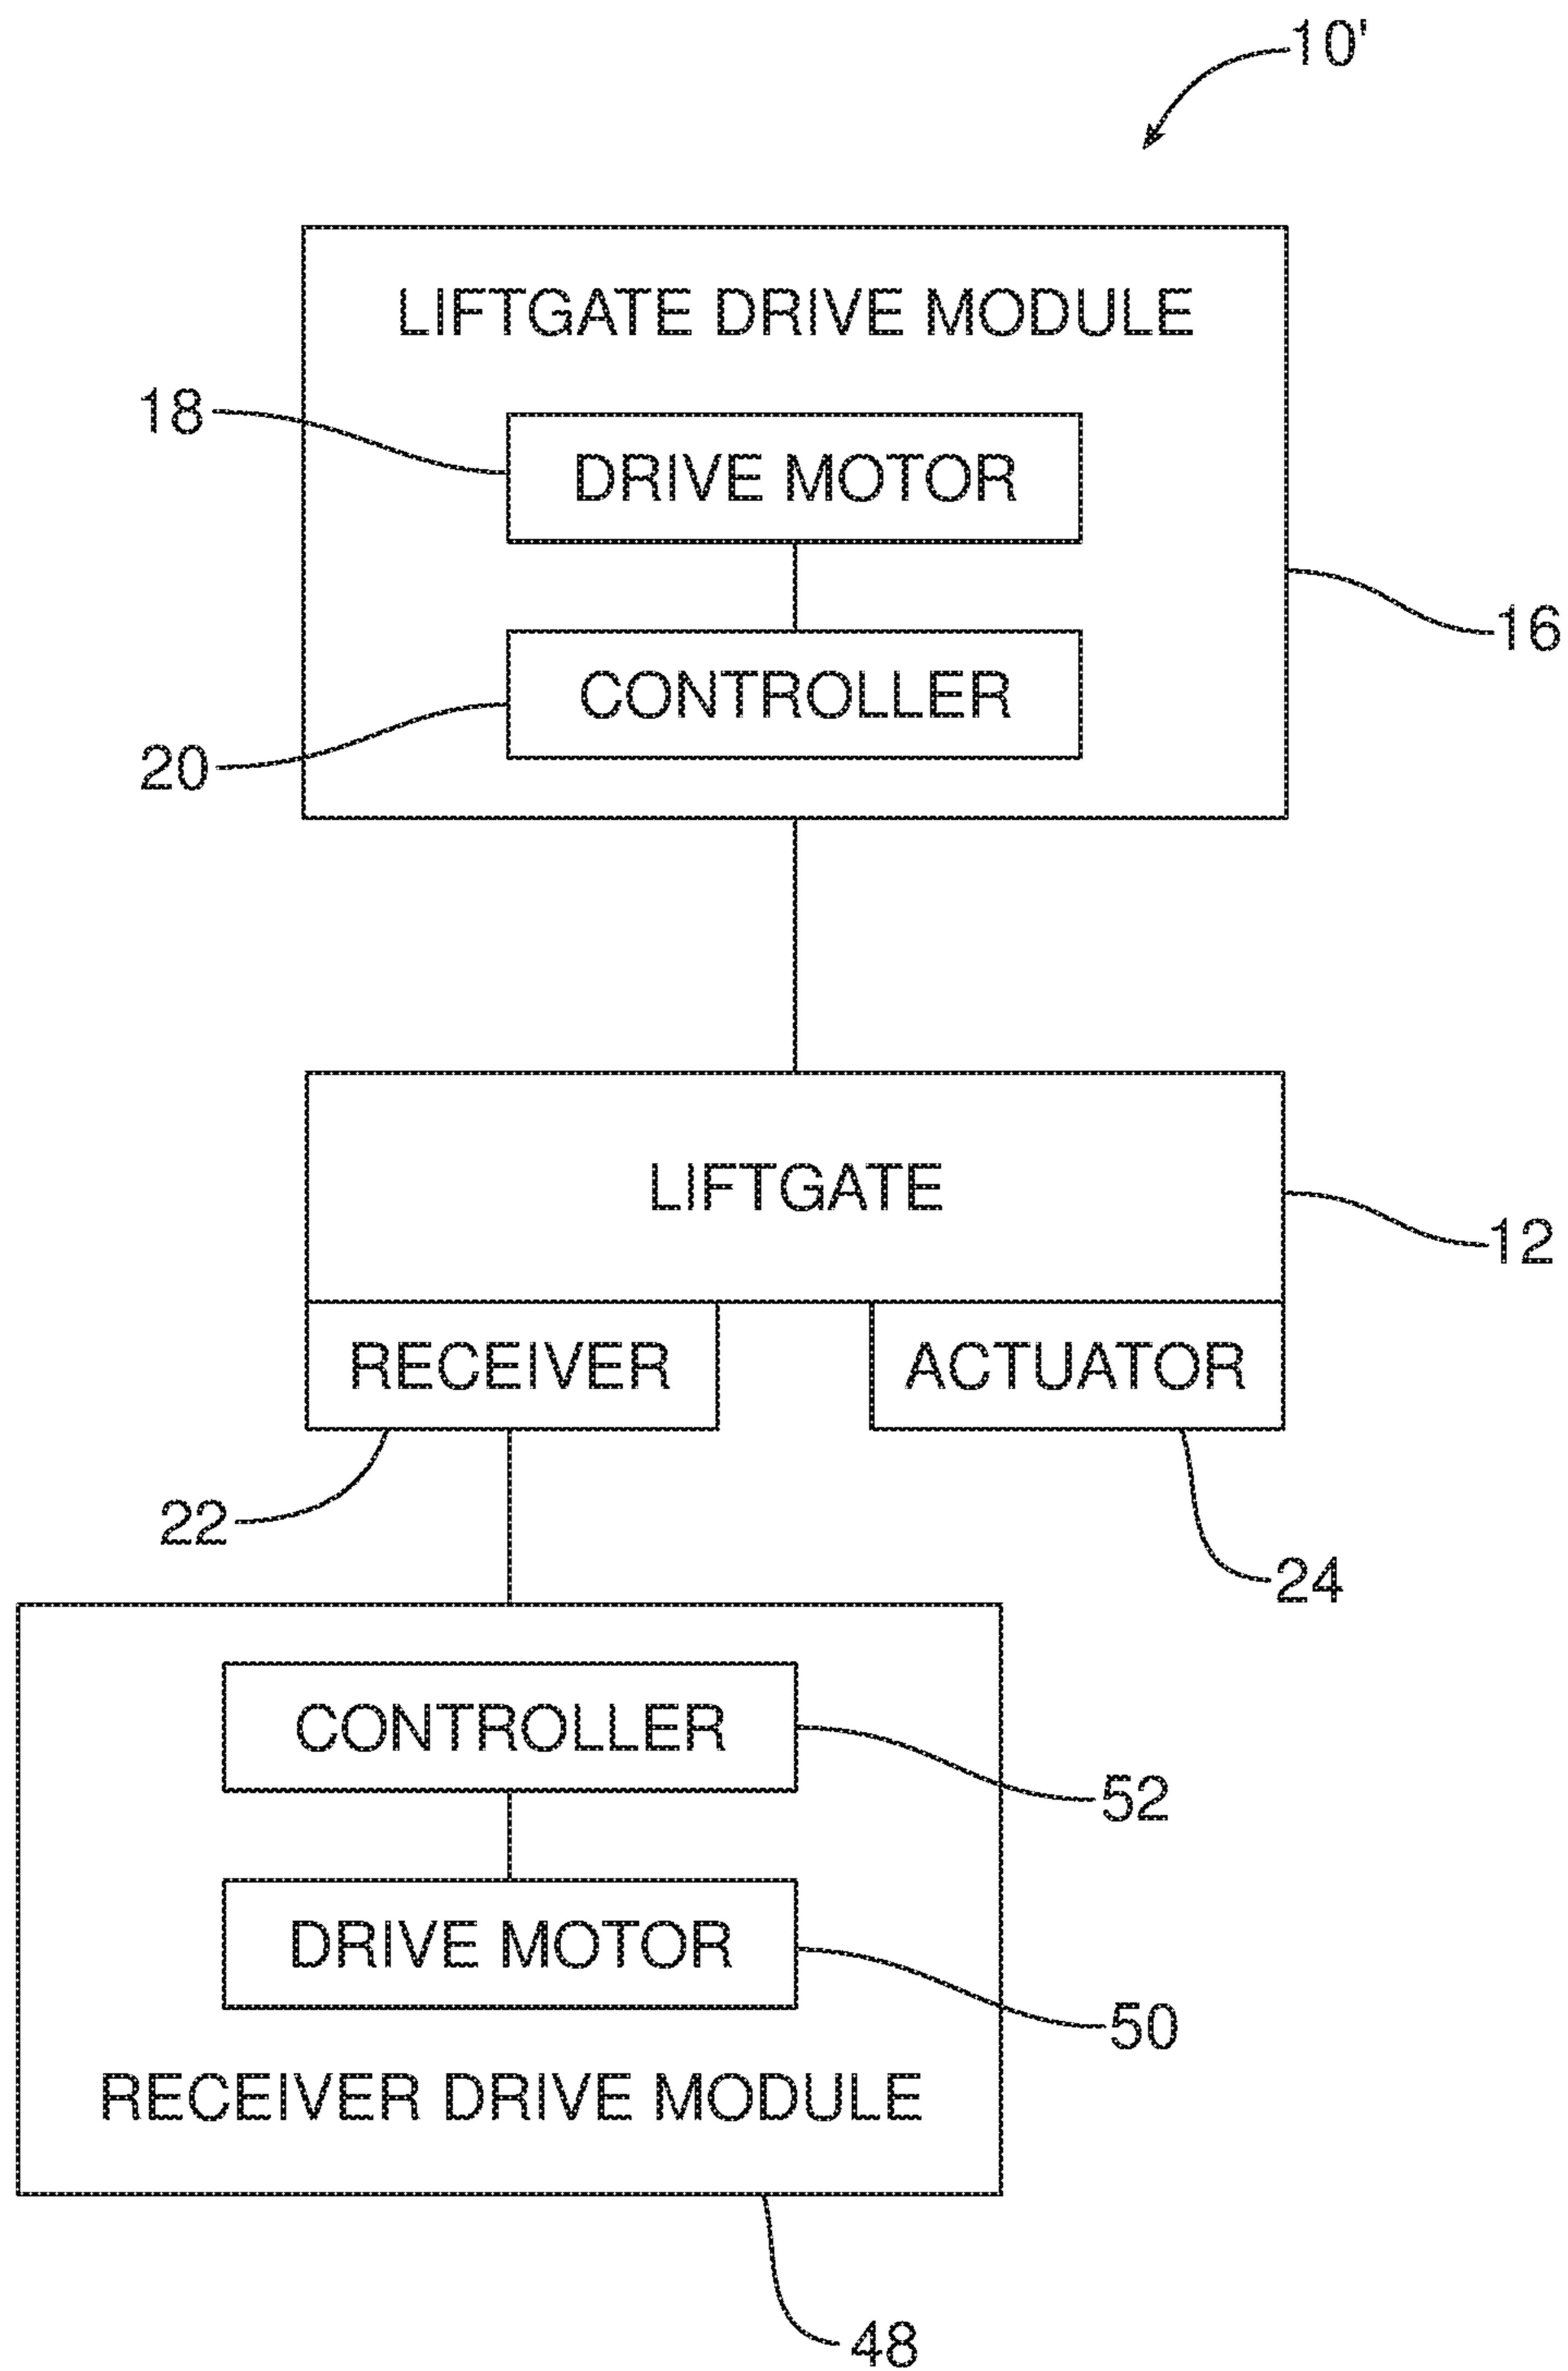 10'
LIFTGATE DRIVE MODULE
18
DRIVE MOTOR
16
CONTROLLER
20
LIFTGATE
12
RECEIVER
ACTUATOR
22
24
CONTROLLER
52
DRIVE MOTOR
50
RECEIVER DRIVE MODULE
48